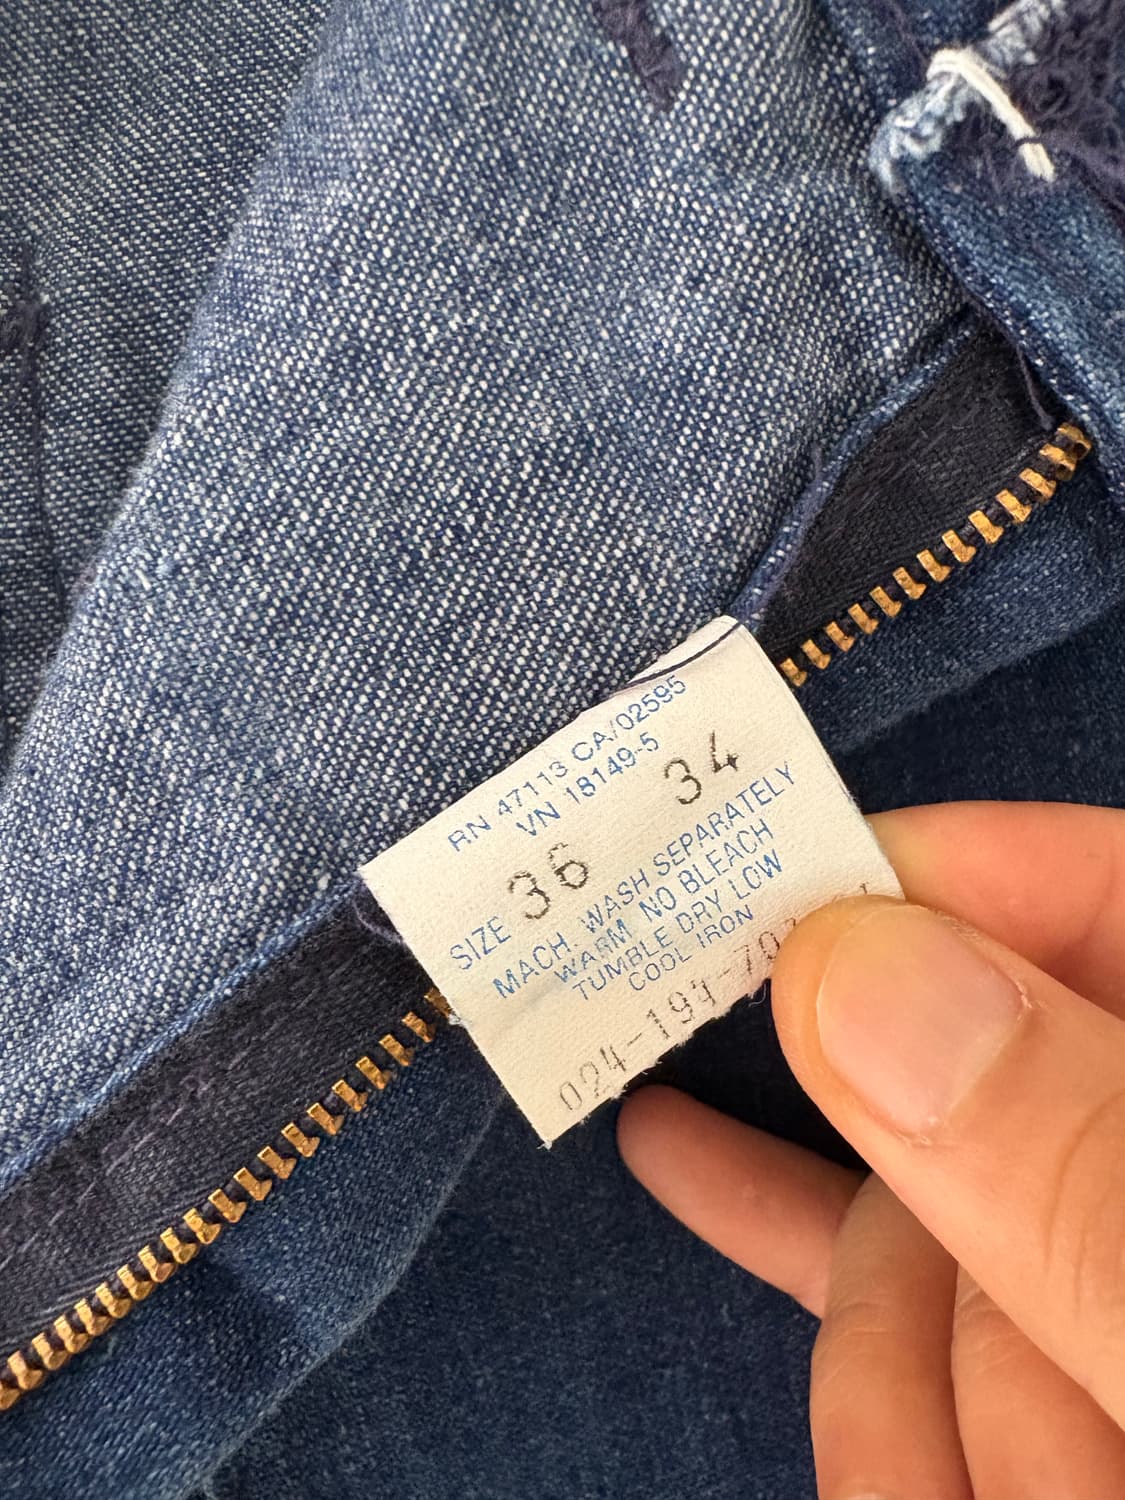 RN 47113 CA/02595
VN 18149-5
SIZE 36 34
MACH. WASH SEPARATELY
WARM NO BLEACH
TUMBLE DRY LOW
COOL IRON